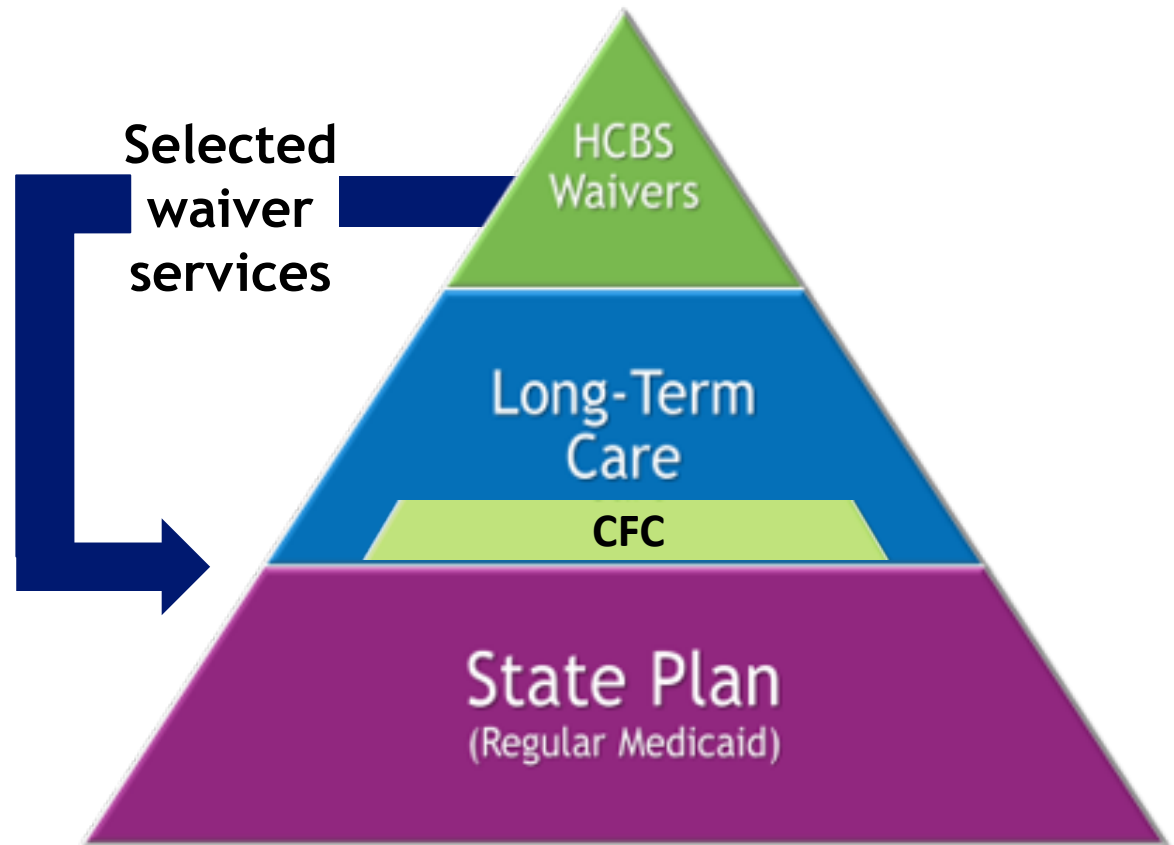 Selected
waiver
services
HCBS
Waivers
Long-Term
Care
CFC
State Plan
(Regular Medicaid)